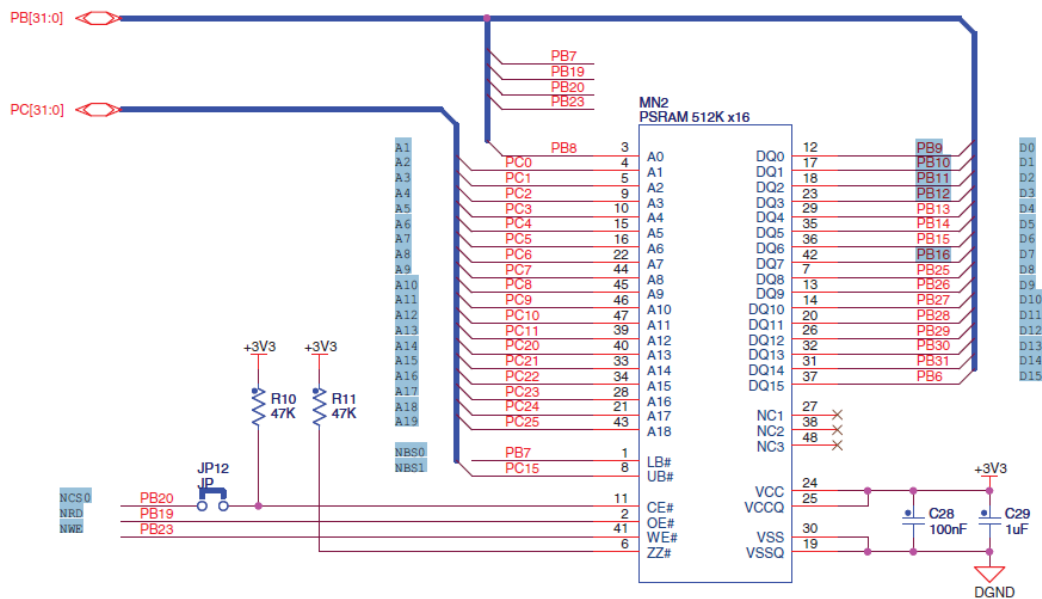 PB[31:0]
PB7
PB19
PB20
PB23
PC[31:0]
MN2
PSRAM 512K x16
A1 PB8 3 A0 DQ0 12 PB9 D0
A2 PC0 4 A1 DQ1 17 PB10 D1
A3 PC1 5 A2 DQ2 18 PB11 D2
A4 PC2 9 A3 DQ3 23 PB12 D3
A5 PC3 10 A4 DQ4 29 PB13 D4
A6 PC4 15 A5 DQ5 35 PB14 D5
A7 PC5 16 A6 DQ6 36 PB15 D6
A8 PC6 22 A7 DQ7 42 PB16 D7
A9 PC7 44 A8 DQ8 7 PB25 D8
A10 PC8 45 A9 DQ9 13 PB26 D9
A11 PC9 46 A10 DQ10 14 PB27 D10
A12 PC10 47 A11 DQ11 20 PB28 D11
A13 PC11 39 A12 DQ12 26 PB29 D12
A14 PC20 40 A13 DQ13 32 PB30 D13
A15 PC21 33 A14 DQ14 31 PB31 D14
A16 PC22 34 A15 DQ15 37 PB6 D15
A17 PC23 28 A16
A18 PC24 21 A17 NC1 27
A19 PC25 43 A18 NC2 38
NC3 48
+3V3 +3V3
R10
47K
R11
47K
NBS0 PB7 1 LB#
NBS1 PC15 8 UB#
JP12
JP
NCS0 PB20 11 CE#
NRD PB19 2 OE#
NWE PB23 41 WE#
6 ZZ#
VCC 24
VCCQ 25
VSS 30
VSSQ 19
+3V3
C28
100nF
C29
1uF
DGND